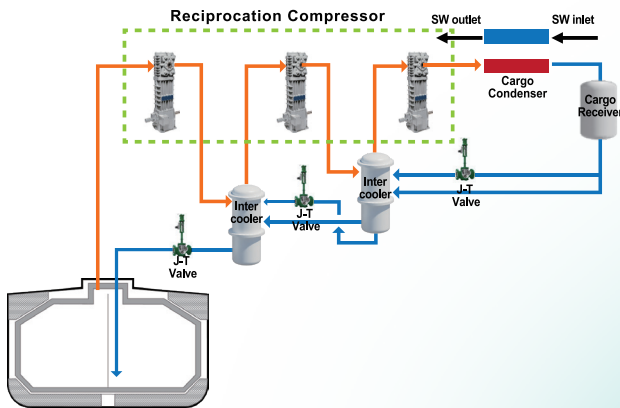 Reciprocation Compressor
SW outlet
SW inlet
Cargo
Condenser
Cargo
Receiver
Inter
cooler
J-T
Valve
Inter
cooler
J-T
Valve
J-T
Valve